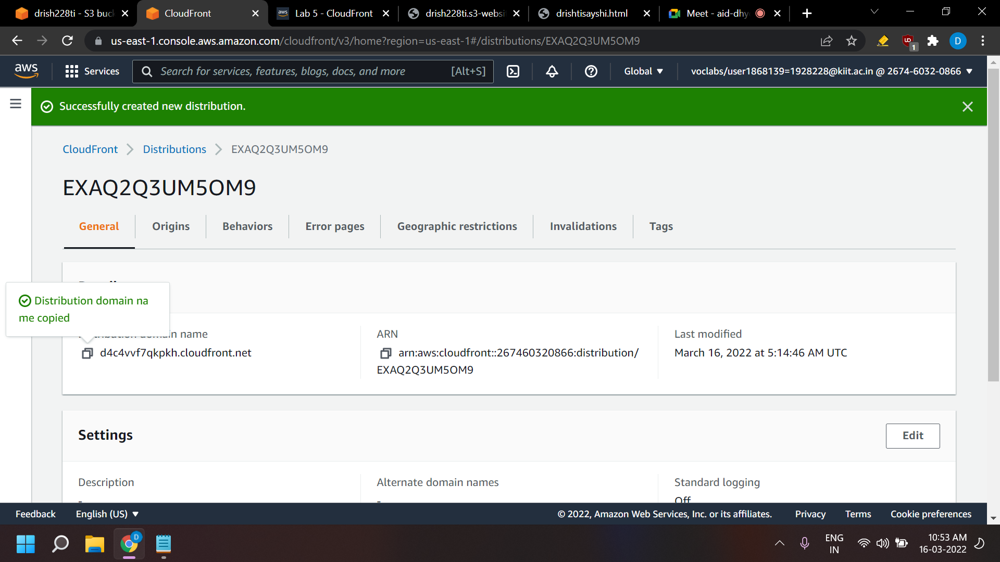 drish228ti - S3 buck
CloudFront
aws
Lab 5 - CloudFront
drish228ti.s3-websi
drishtisayshi.html
Meet - aid-dhy
us-east-1.console.aws.amazon.com/cloudfront/v3/home?region=us-east-1#/distributions/EXAQ2Q3UM5OM9
1
D
aws
Services
Search for services, features, blogs, docs, and more
[Alt+S]
Global
voclabs/user1868139=1928228@kiit.ac.in @ 2674-6032-0866
Successfully created new distribution.
CloudFront
Distributions
EXAQ2Q3UM5OM9
EXAQ2Q3UM5OM9
General
Origins
Behaviors
Error pages
Geographic restrictions
Invalidations
Tags
Distribution domain na
me copied
n name
d4c4vvf7qkpkh.cloudfront.net
ARN
arn:aws:cloudfront::267460320866:distribution/
EXAQ2Q3UM5OM9
Last modified
March 16, 2022 at 5:14:46 AM UTC
Settings
Edit
Description
-
Alternate domain names
-
Standard logging
Off
Feedback
English (US)
© 2022, Amazon Web Services, Inc. or its affiliates.
Privacy
Terms
Cookie preferences
D
ENG
IN
10:53 AM
16-03-2022